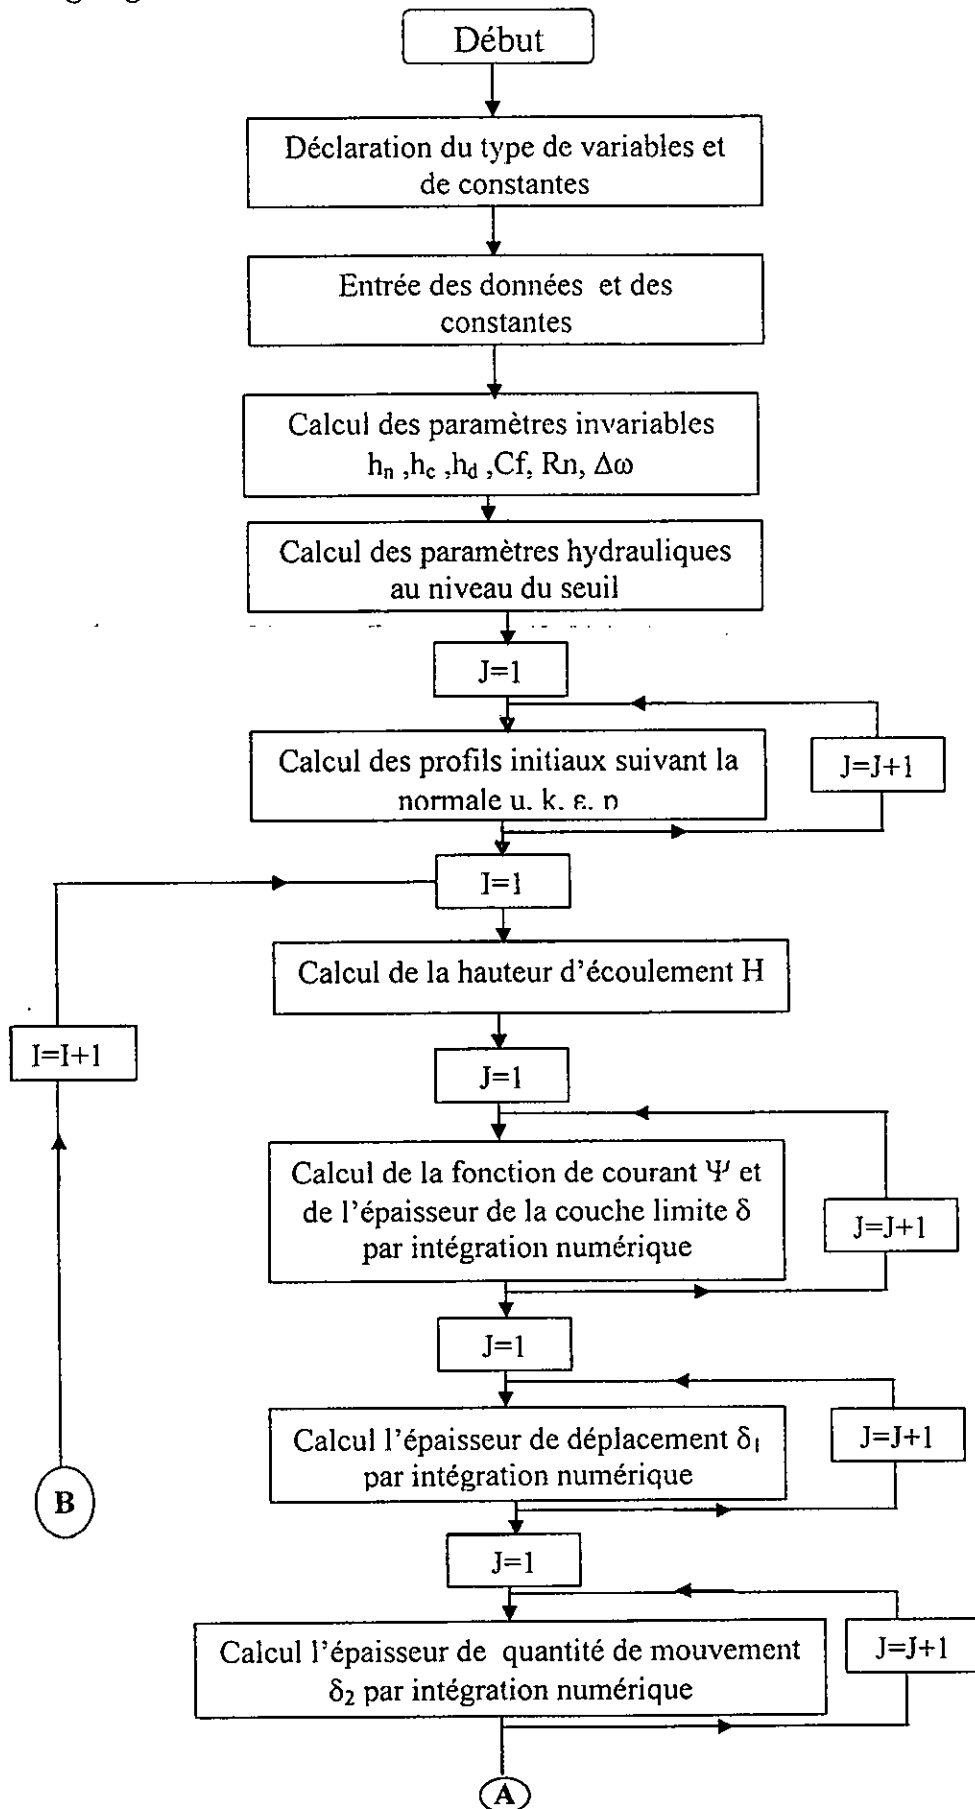 Début
Déclaration du type de variables et
de constantes
Entrée des données et des
constantes
Calcul des paramètres invariables
hₙ ,h_c ,h_d ,Cf, Rn, Δω
Calcul des paramètres hydrauliques
au niveau du seuil
J=1
Calcul des profils initiaux suivant la
normale u, k, ε, p
J=J+1
I=1
Calcul de la hauteur d'écoulement H
I=I+1
J=1
Calcul de la fonction de courant Ψ et
de l'épaisseur de la couche limite δ
par intégration numérique
J=J+1
J=1
Calcul l'épaisseur de déplacement δ₁
par intégration numérique
J=J+1
B
J=1
Calcul l'épaisseur de quantité de mouvement
δ₂ par intégration numérique
J=J+1
A